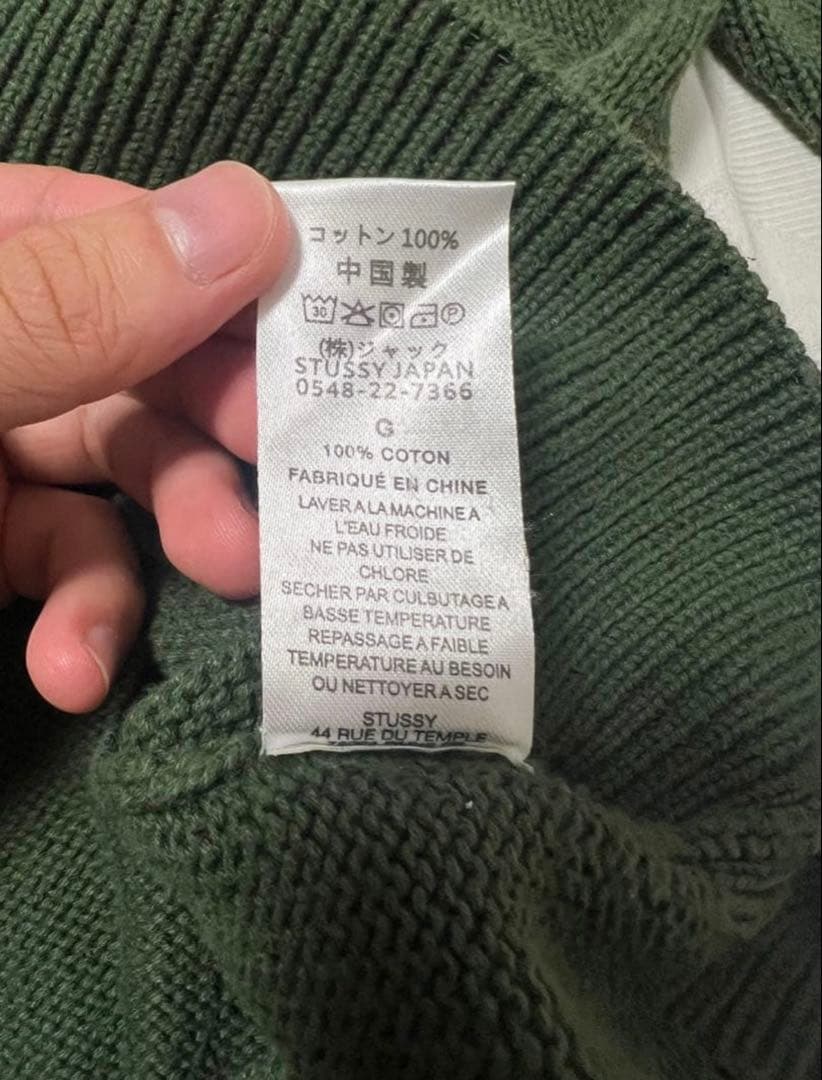 コットン100%
中国製
30 P
(株)ジャック
STUSSY JAPAN
0548-22-7366
G
100% COTON
FABRIQUÉ EN CHINE
LAVER A LA MACHINE A
L'EAU FROIDE
NE PAS UTILISER DE
CHLORE
SECHER PAR CULBUTAGE A
BASSE TEMPERATURE
REPASSAGE A FAIBLE
TEMPERATURE AU BESOIN
OU NETTOYER A SEC
STUSSY
44 RUE DU TEMPLE